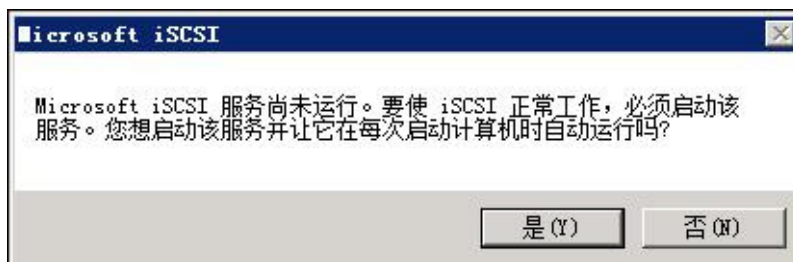 Microsoft iSCSI
Microsoft iSCSI 服务尚未运行。要使 iSCSI 正常工作，必须启动该
服务。您想启动该服务并让它在每次启动计算机时自动运行吗?
是(Y)
否(N)